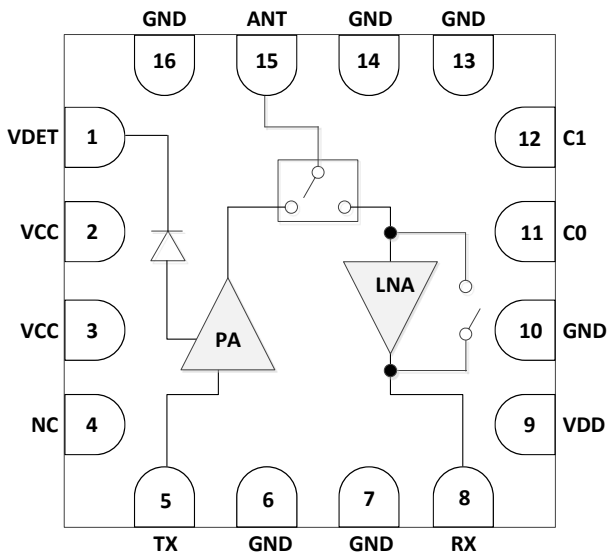 GND ANT GND GND
16 15 14 13
VDET 1 12 C1
VCC 2 11 C0
LNA
VCC 3 PA 10 GND
NC 4 9 VDD
5 6 7 8
TX GND GND RX